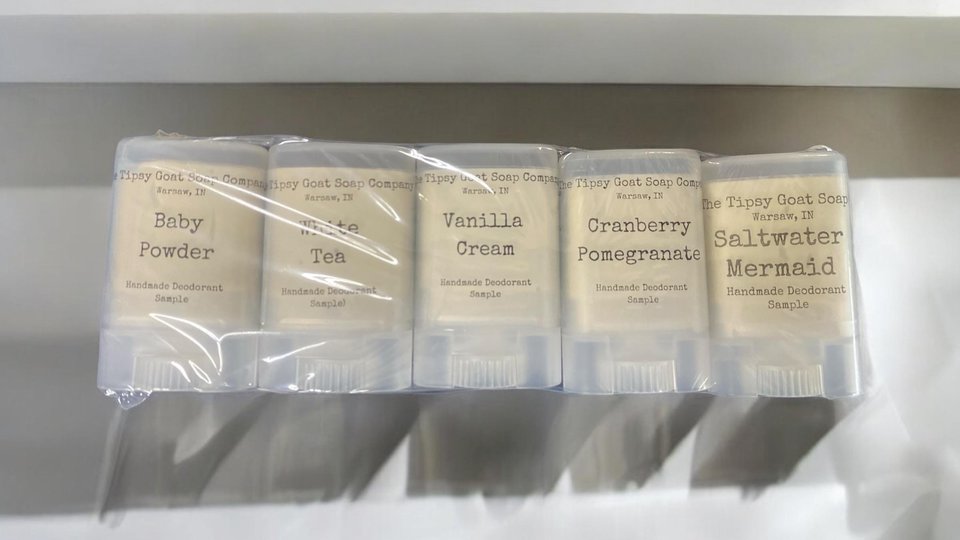 Tipsy Goat Soap Company
Warsaw, IN
Baby
Powder
Handmade Deodorant
Sample
Tipsy Goat Soap Company
Warsaw, IN
White
Tea
Handmade Deodorant
Sample)
The Tipsy Goat Soap Company
Warsaw, IN
Vanilla
Cream
Handmade Deodorant
Sample
The Tipsy Goat Soap Comp
Warsaw, IN
Cranberry
Pomegranate
Handmade Deodorant
Sample
The Tipsy Goat Soap
Warsaw, IN
Saltwater
Mermaid
Handmade Deodorant
Sample